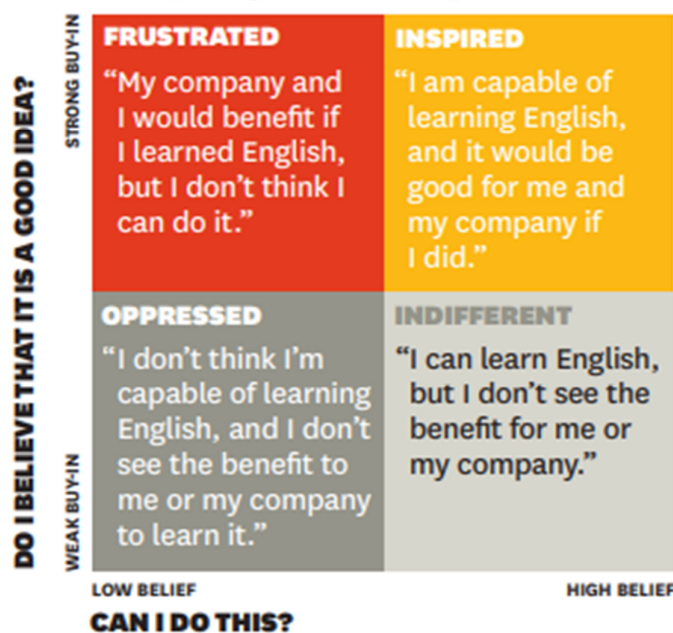 DO I BELIEVE THAT IT IS A GOOD IDEA?
STRONG BUY-IN
WEAK BUY-IN
FRUSTRATED
“My company and
I would benefit if
I learned English,
but I don’t think I
can do it.”
INSPIRED
“I am capable of
learning English,
and it would be
good for me and
my company if
I did.”
OPPRESSED
“I don’t think I’m
capable of learning
English, and I don’t
see the benefit to
me or my company
to learn it.”
INDIFFERENT
“I can learn English,
but I don’t see the
benefit for me or
my company.”
LOW BELIEF
HIGH BELIEF
CAN I DO THIS?